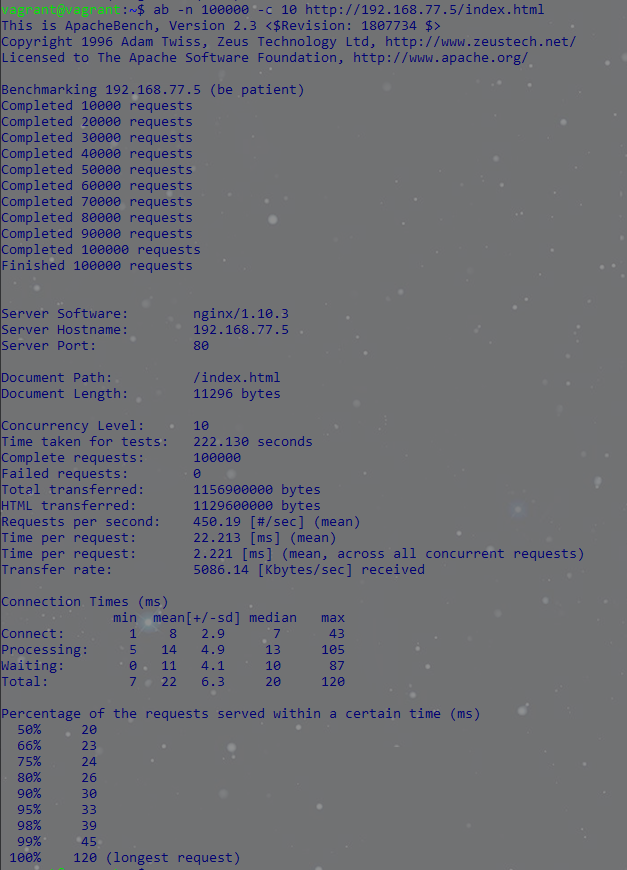 vagrant@vagrant:~$ ab -n 100000 -c 10 http://192.168.77.5/index.html
This is ApacheBench, Version 2.3 <$Revision: 1807734 $>
Copyright 1996 Adam Twiss, Zeus Technology Ltd, http://www.zeustech.net/
Licensed to The Apache Software Foundation, http://www.apache.org/

Benchmarking 192.168.77.5 (be patient)
Completed 10000 requests
Completed 20000 requests
Completed 30000 requests
Completed 40000 requests
Completed 50000 requests
Completed 60000 requests
Completed 70000 requests
Completed 80000 requests
Completed 90000 requests
Completed 100000 requests
Finished 100000 requests


Server Software:        nginx/1.10.3
Server Hostname:        192.168.77.5
Server Port:            80

Document Path:          /index.html
Document Length:        11296 bytes

Concurrency Level:      10
Time taken for tests:   222.130 seconds
Complete requests:      100000
Failed requests:        0
Total transferred:      1156900000 bytes
HTML transferred:       1129600000 bytes
Requests per second:    450.19 [#/sec] (mean)
Time per request:       22.213 [ms] (mean)
Time per request:       2.221 [ms] (mean, across all concurrent requests)
Transfer rate:          5086.14 [Kbytes/sec] received

Connection Times (ms)
              min  mean[+/-sd] median   max
Connect:        1    8   2.9      7      43
Processing:     5   14   4.9     13     105
Waiting:        0   11   4.1     10      87
Total:          7   22   6.3     20     120

Percentage of the requests served within a certain time (ms)
  50%     20
  66%     23
  75%     24
  80%     26
  90%     30
  95%     33
  98%     39
  99%     45
 100%    120 (longest request)